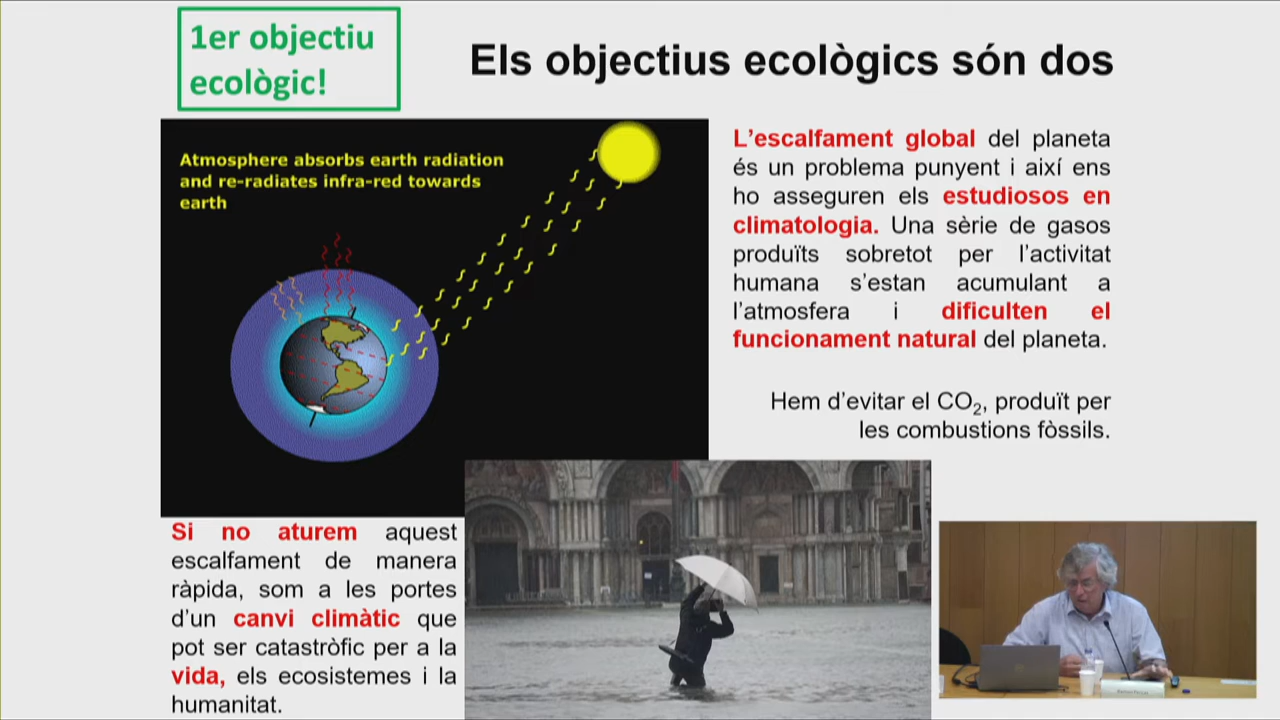 1er objectiu
ecològic!
Els objectius ecològics són dos
Atmosphere absorbs earth radiation
and re-radiates infra-red towards
earth
L’escalfament global del planeta
és un problema punyent i així ens
ho asseguren els estudiosos en
climatologia. Una sèrie de gasos
produïts sobretot per l’activitat
humana s’estan acumulant a
l’atmosfera i dificulten el
funcionament natural del planeta.
Hem d’evitar el CO₂, produït per
les combustions fòssils.
Si no aturem aquest
escalfament de manera
ràpida, som a les portes
d’un canvi climàtic que
pot ser catastròfic per a la
vida, els ecosistemes i la
humanitat.